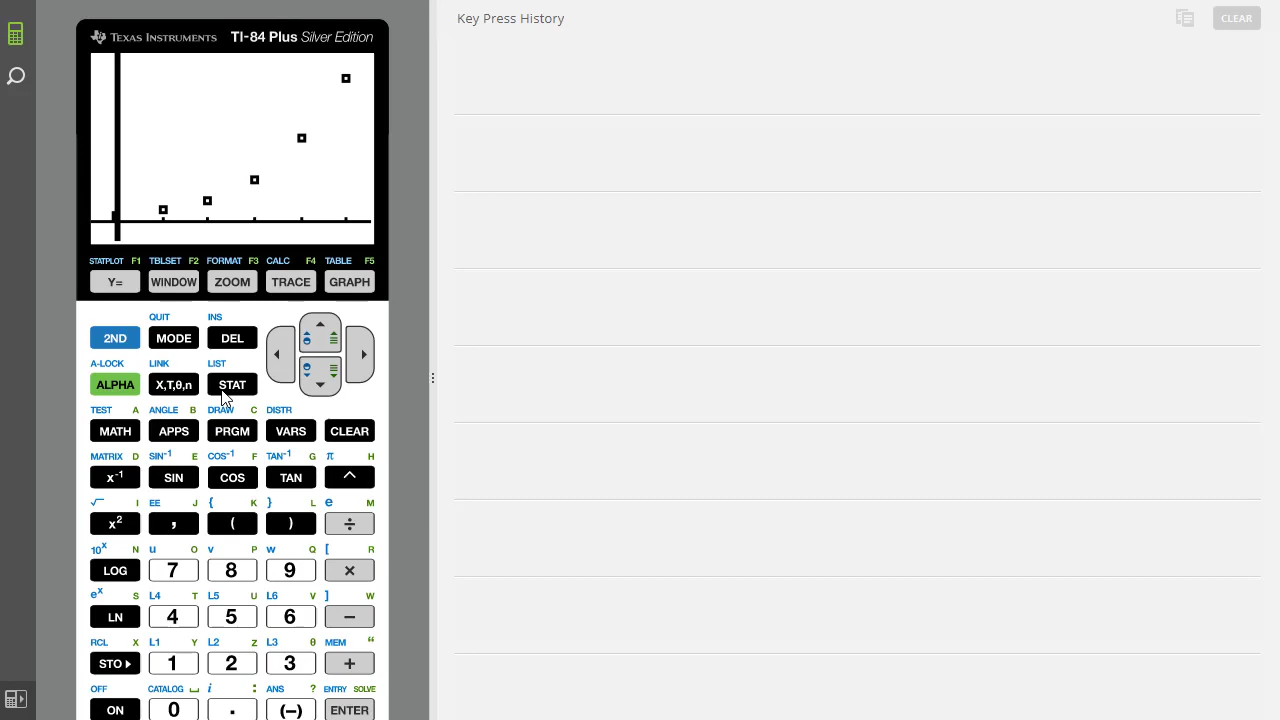 Key Press History
CLEAR
TEXAS INSTRUMENTS TI-84 Plus Silver Edition
STATPLOT F1 TBLSET F2 FORMAT F3 CALC F4 TABLE F5
Y= WINDOW ZOOM TRACE GRAPH
QUIT INS
2ND MODE DEL
A-LOCK LINK LIST
ALPHA X,T,θ,n STAT
TEST A ANGLE B DRAW C DISTR
MATH APPS PRGM VARS CLEAR
MATRIX D SIN⁻¹ E COS⁻¹ F TAN⁻¹ G π H
x⁻¹ SIN COS TAN ^
√ I EE J { K } L e M
x² , ( ) ÷
10ˣ N u O v P w Q [ R
LOG 7 8 9 ×
eˣ S L4 T L5 U L6 V ] W
LN 4 5 6 −
RCL X L1 Y L2 Z L3 θ MEM “
STO▸ 1 2 3 +
OFF CATALOG ⎵ i : ANS ? ENTRY SOLVE
ON 0 . (−) ENTER